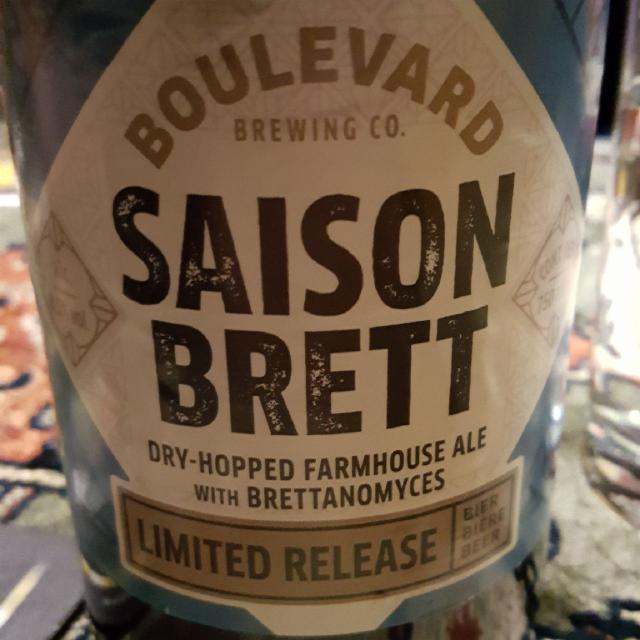 BOULEVARD
BREWING CO.
SAISON
BRETT
DRY-HOPPED FARMHOUSE ALE
WITH BRETTANOMYCES
LIMITED RELEASE
BIER
BIÈRE
BEER